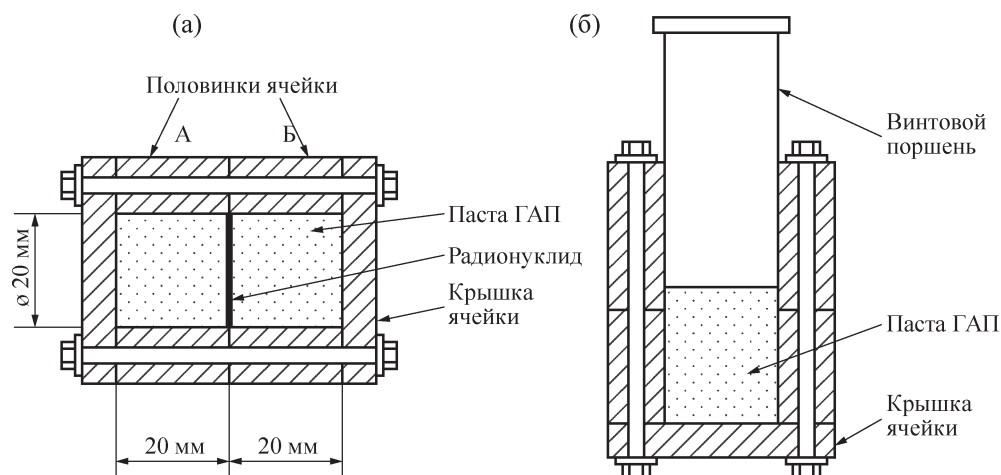 (а)
Половинки ячейки
А
Б
Паста ГАП
Радионуклид
Крышка
ячейки
ø 20 мм
20 мм
20 мм
(б)
Винтовой
поршень
Паста ГАП
Крышка
ячейки